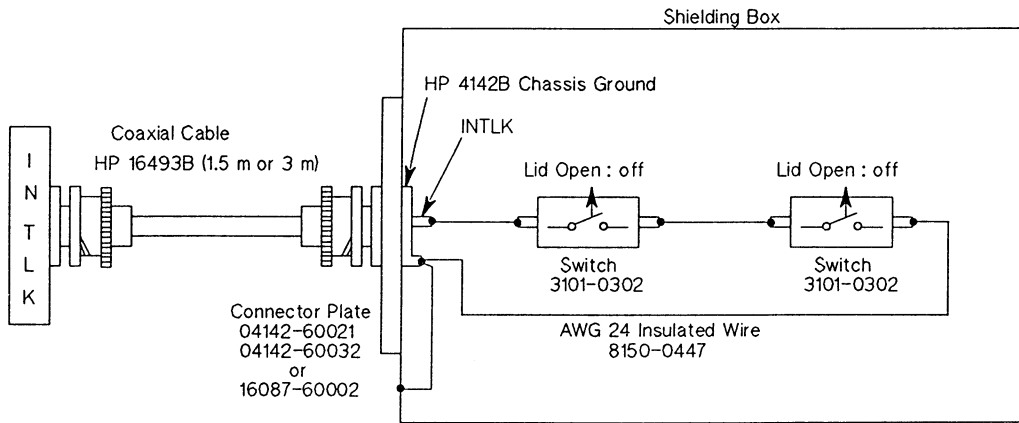 Shielding Box
HP 4142B Chassis Ground
INTLK
Coaxial Cable
HP 16493B (1.5 m or 3 m)
INTLK
Lid Open : off
Lid Open : off
Switch
3101-0302
Switch
3101-0302
Connector Plate
04142-60021
04142-60032
or
16087-60002
AWG 24 Insulated Wire
8150-0447